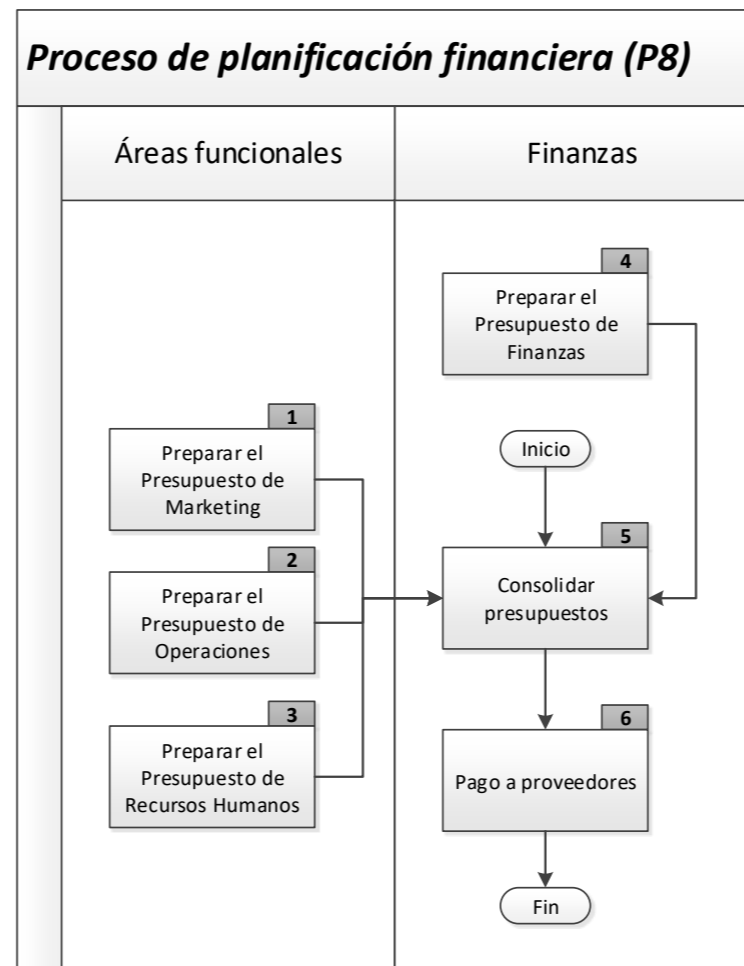 Proceso de planificación financiera (P8)
Áreas funcionales
Finanzas
4
Preparar el
Presupuesto de
Finanzas
1
Preparar el
Presupuesto de
Marketing
Inicio
2
Preparar el
Presupuesto de
Operaciones
5
Consolidar
presupuestos
3
Preparar el
Presupuesto de
Recursos Humanos
6
Pago a proveedores
Fin